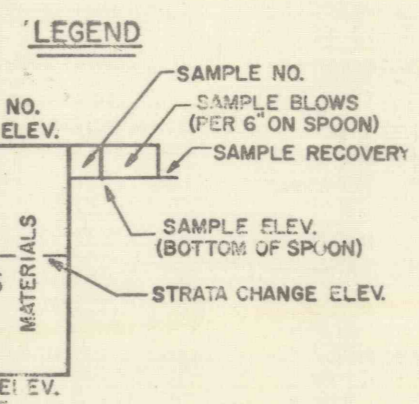 LEGEND
SAMPLE NO.
NO.
ELEV.
SAMPLE BLOWS
(PER 6" ON SPOON)
SAMPLE RECOVERY
SAMPLE ELEV.
(BOTTOM OF SPOON)
MATERIALS
STRATA CHANGE ELEV.
ELEV.